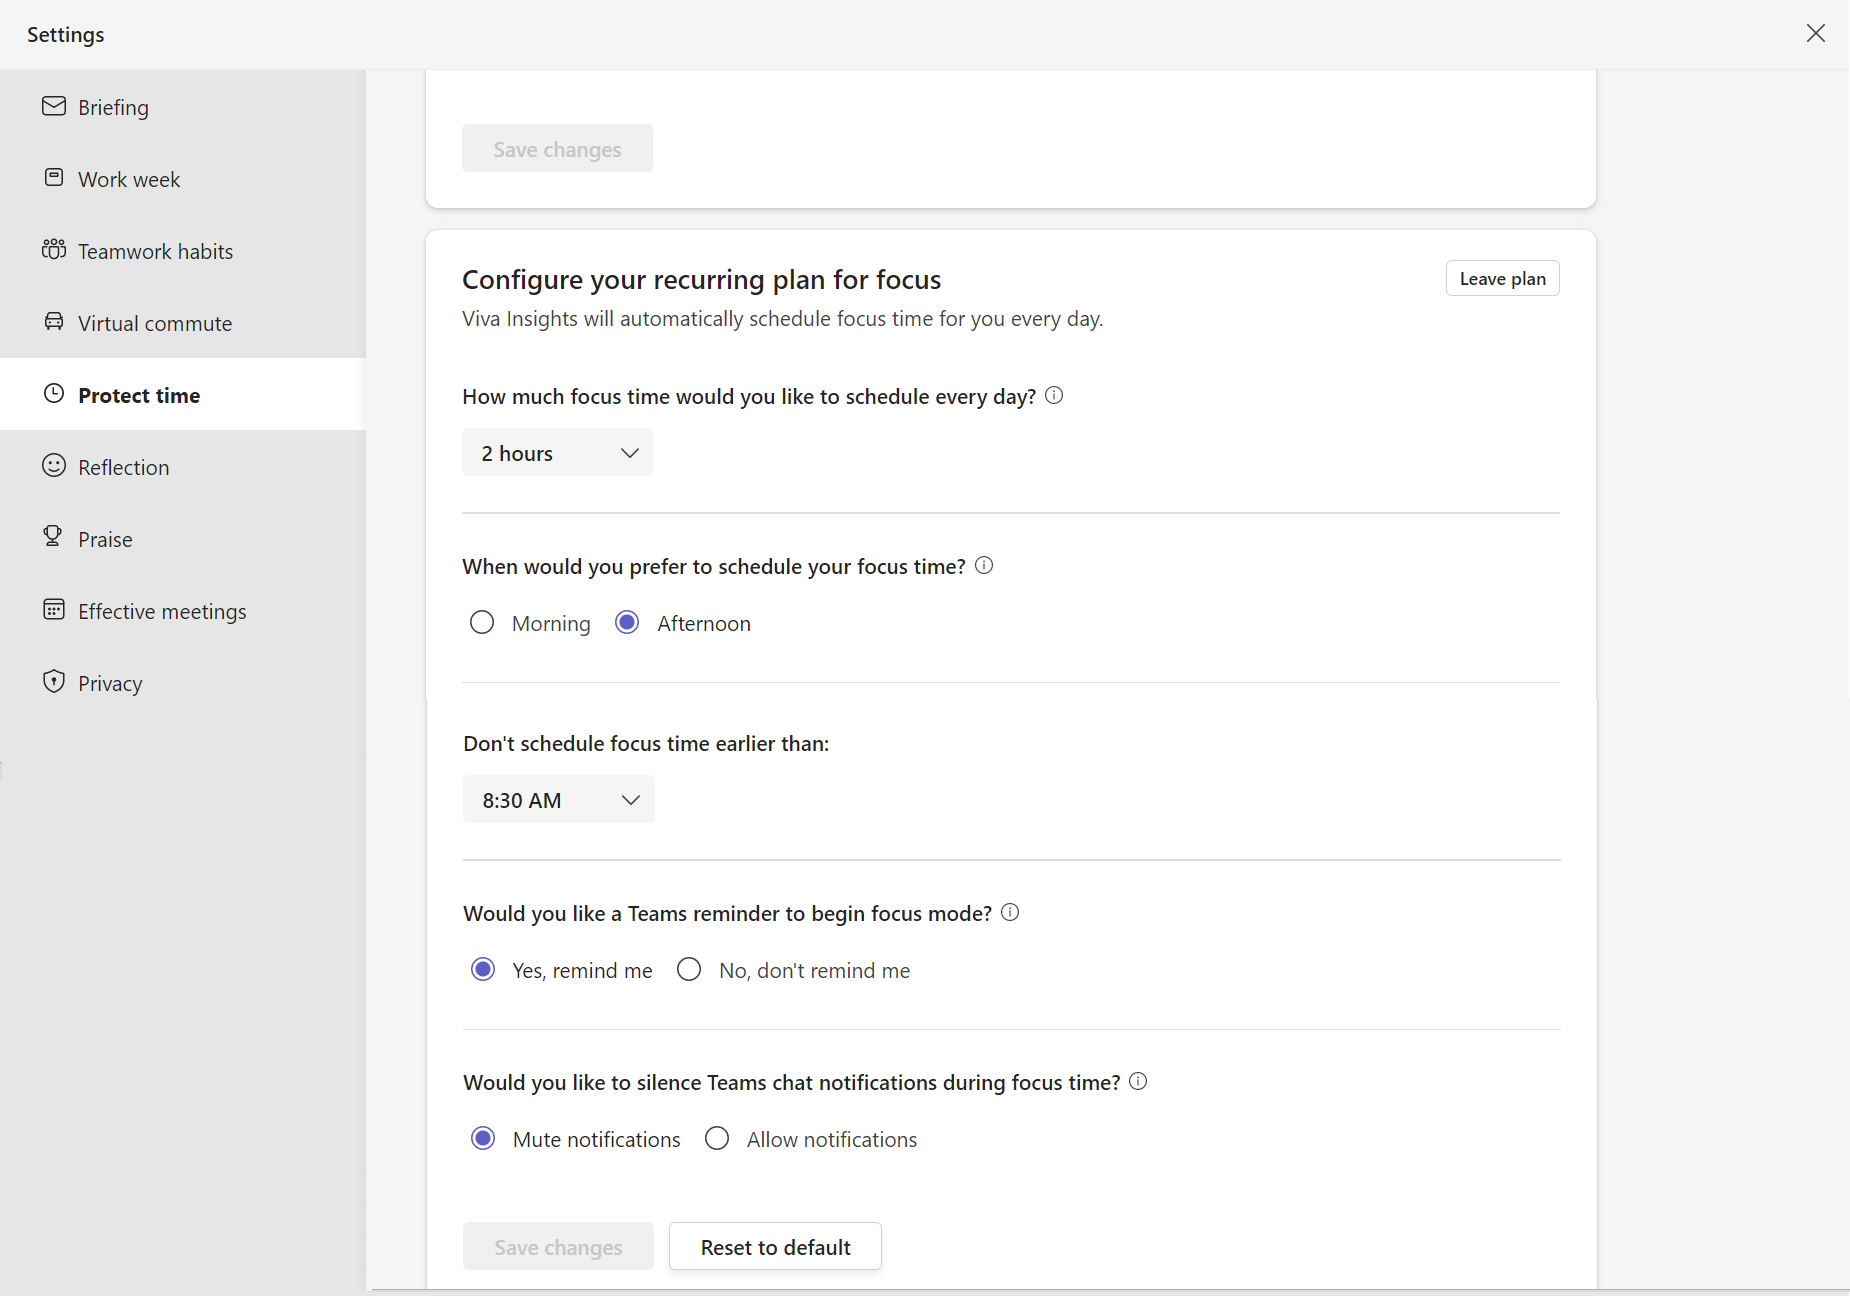 Settings
Briefing
Work week
Teamwork habits
Virtual commute
Protect time
Reflection
Praise
Effective meetings
Privacy
Save changes
Configure your recurring plan for focus
Leave plan
Viva Insights will automatically schedule focus time for you every day.
How much focus time would you like to schedule every day?
2 hours
When would you prefer to schedule your focus time?
Morning Afternoon
Don't schedule focus time earlier than:
8:30 AM
Would you like a Teams reminder to begin focus mode?
Yes, remind me No, don't remind me
Would you like to silence Teams chat notifications during focus time?
Mute notifications Allow notifications
Save changes Reset to default